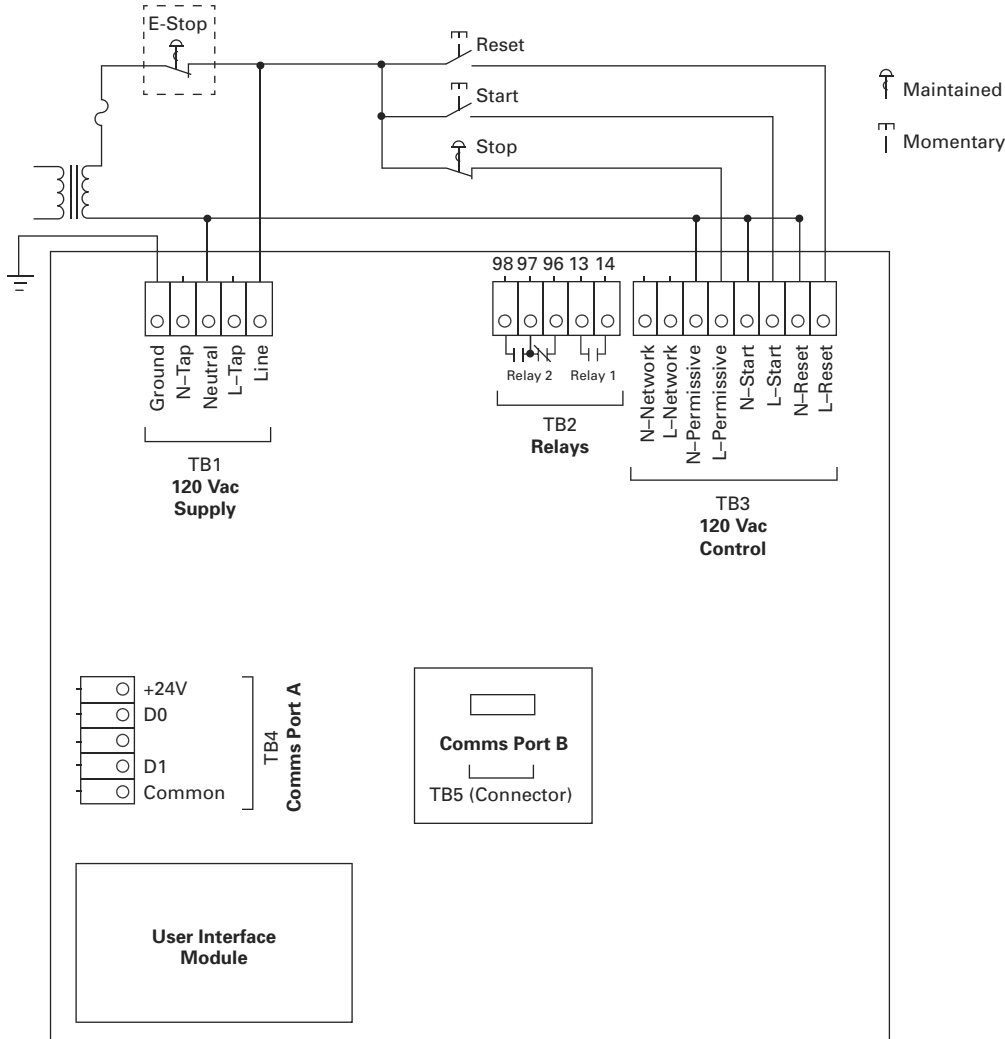 E-Stop
Reset
Start
Stop
Maintained
Momentary
98 97 96 13 14
Ground
N–Tap
Neutral
L–Tap
Line
Relay 2
Relay 1
N–Network
L–Network
N–Permissive
L–Permissive
N–Start
L–Start
N–Reset
L–Reset
TB1
120 Vac
Supply
TB2
Relays
TB3
120 Vac
Control
+24V
D0
D1
Common
TB4
Comms Port A
Comms Port B
TB5 (Connector)
User Interface
Module